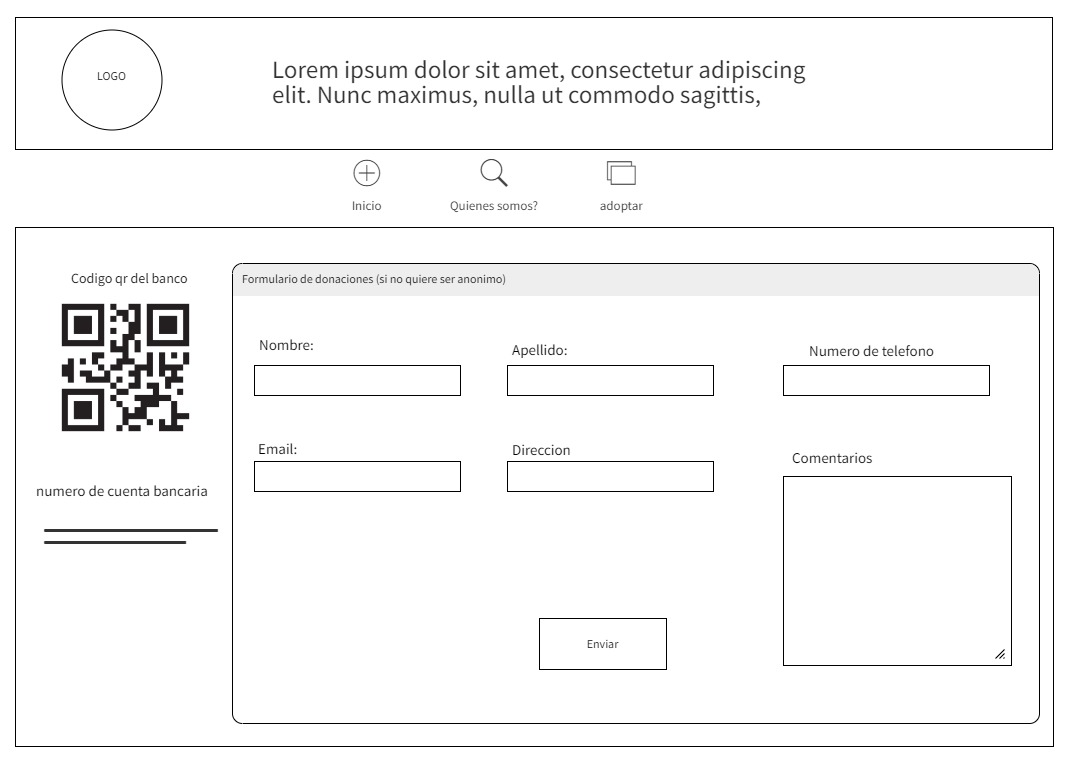 LOGO
Lorem ipsum dolor sit amet, consectetur adipiscing
elit. Nunc maximus, nulla ut commodo sagittis,
Inicio
Quienes somos?
adoptar
Codigo qr del banco
numero de cuenta bancaria
Formulario de donaciones (si no quiere ser anonimo)
Nombre:
Apellido:
Numero de telefono
Email:
Direccion
Comentarios
Enviar